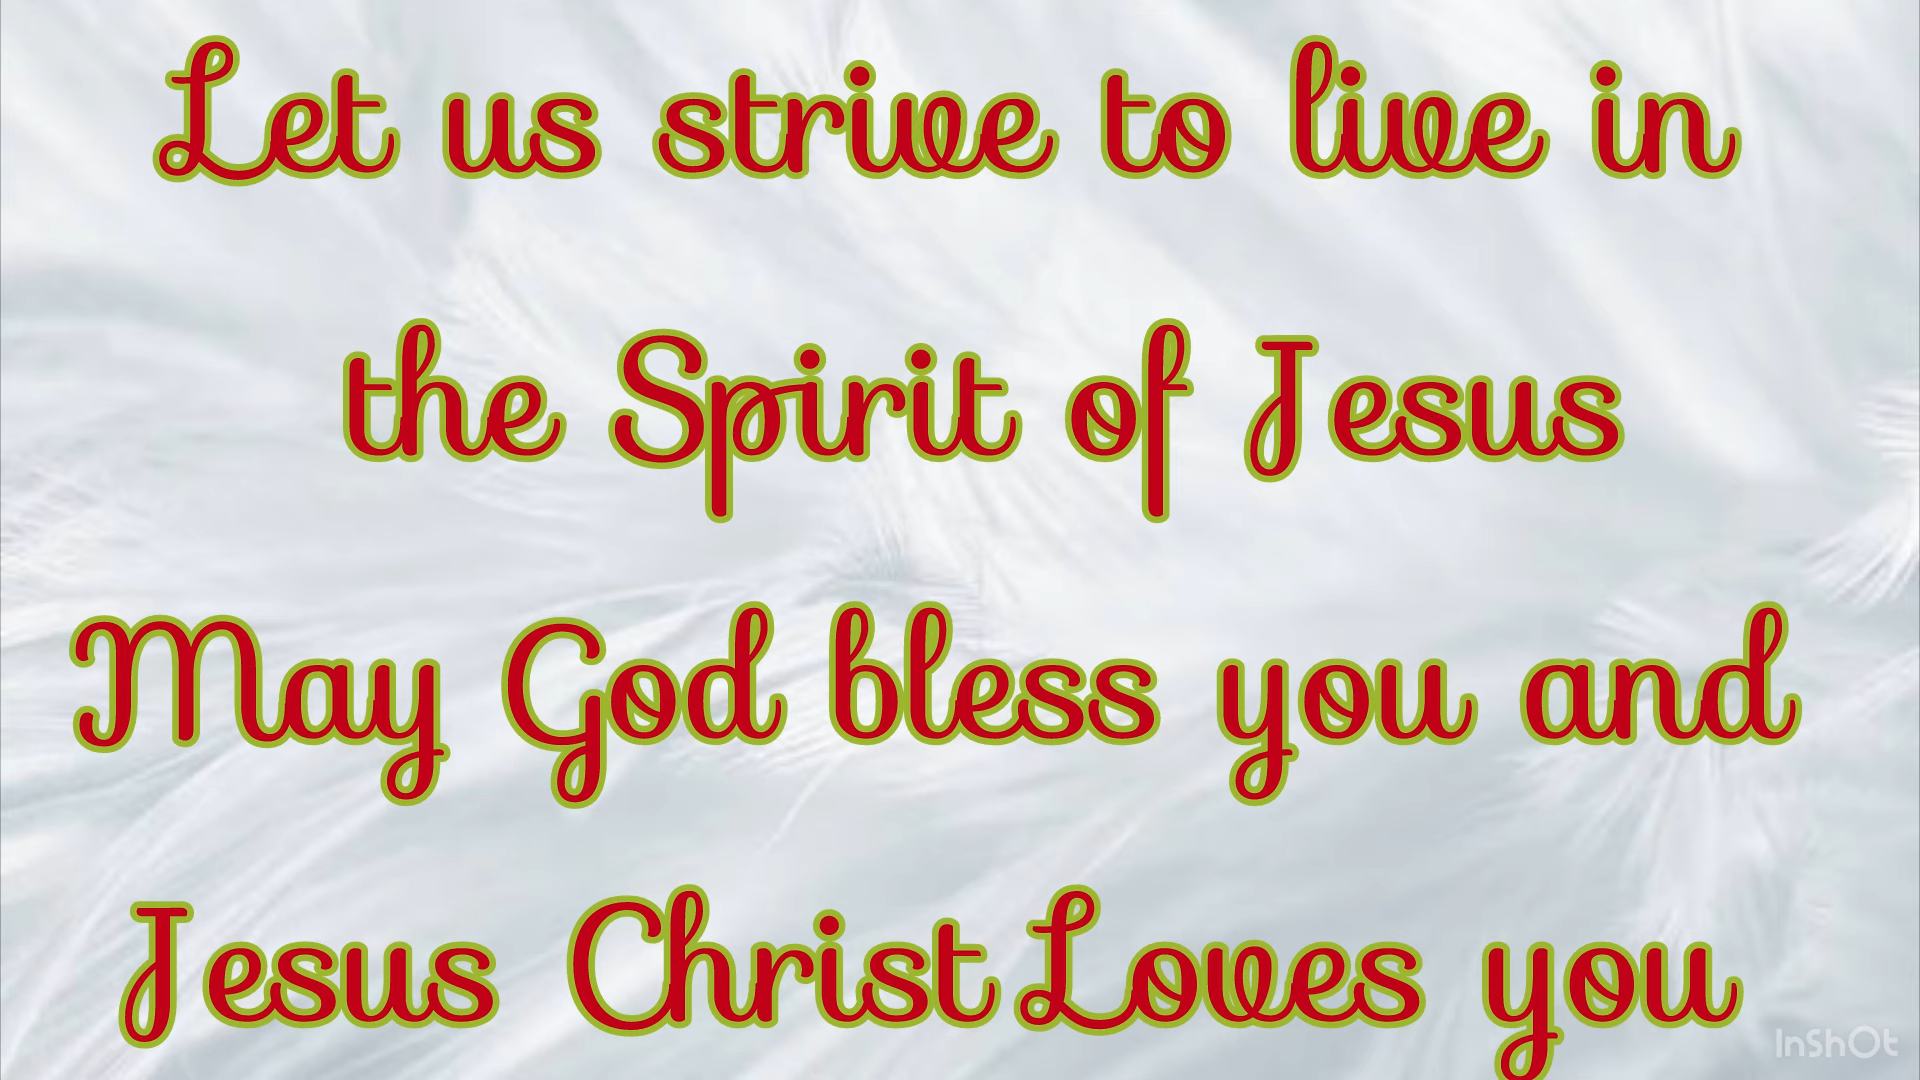 Let us strive to live in
the Spirit of Jesus
May God bless you and
Jesus Christ Loves you
InShOt